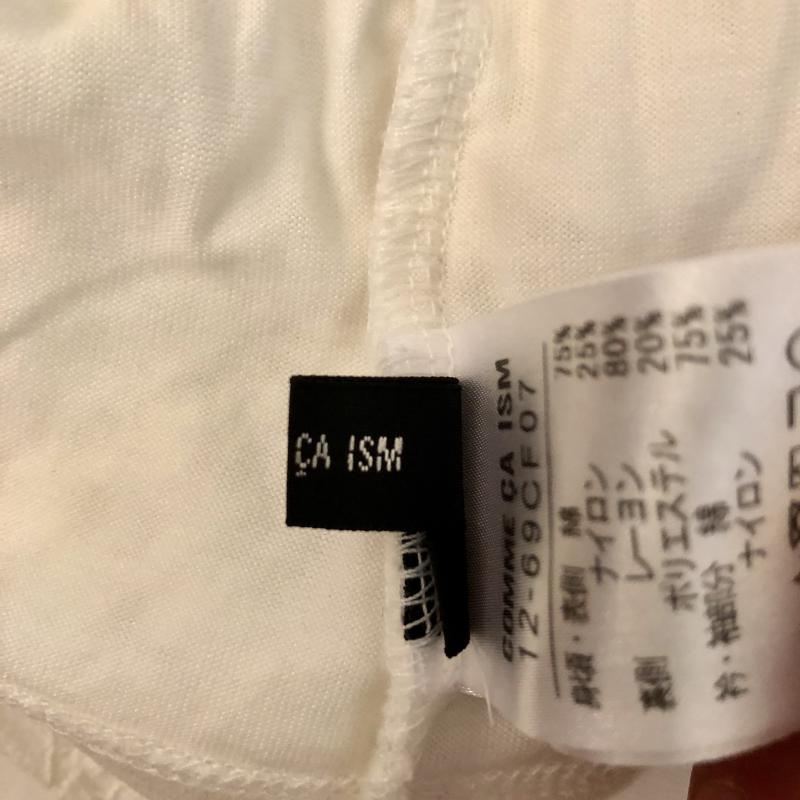 ÇA ISM
COMME ÇA ISM
12-69CF07
身頃・表側 綿 75%
ナイロン 25%
裏側 レーヨン 80%
ポリエステル 20%
衿・袖部分 綿 75%
ナイロン 25%